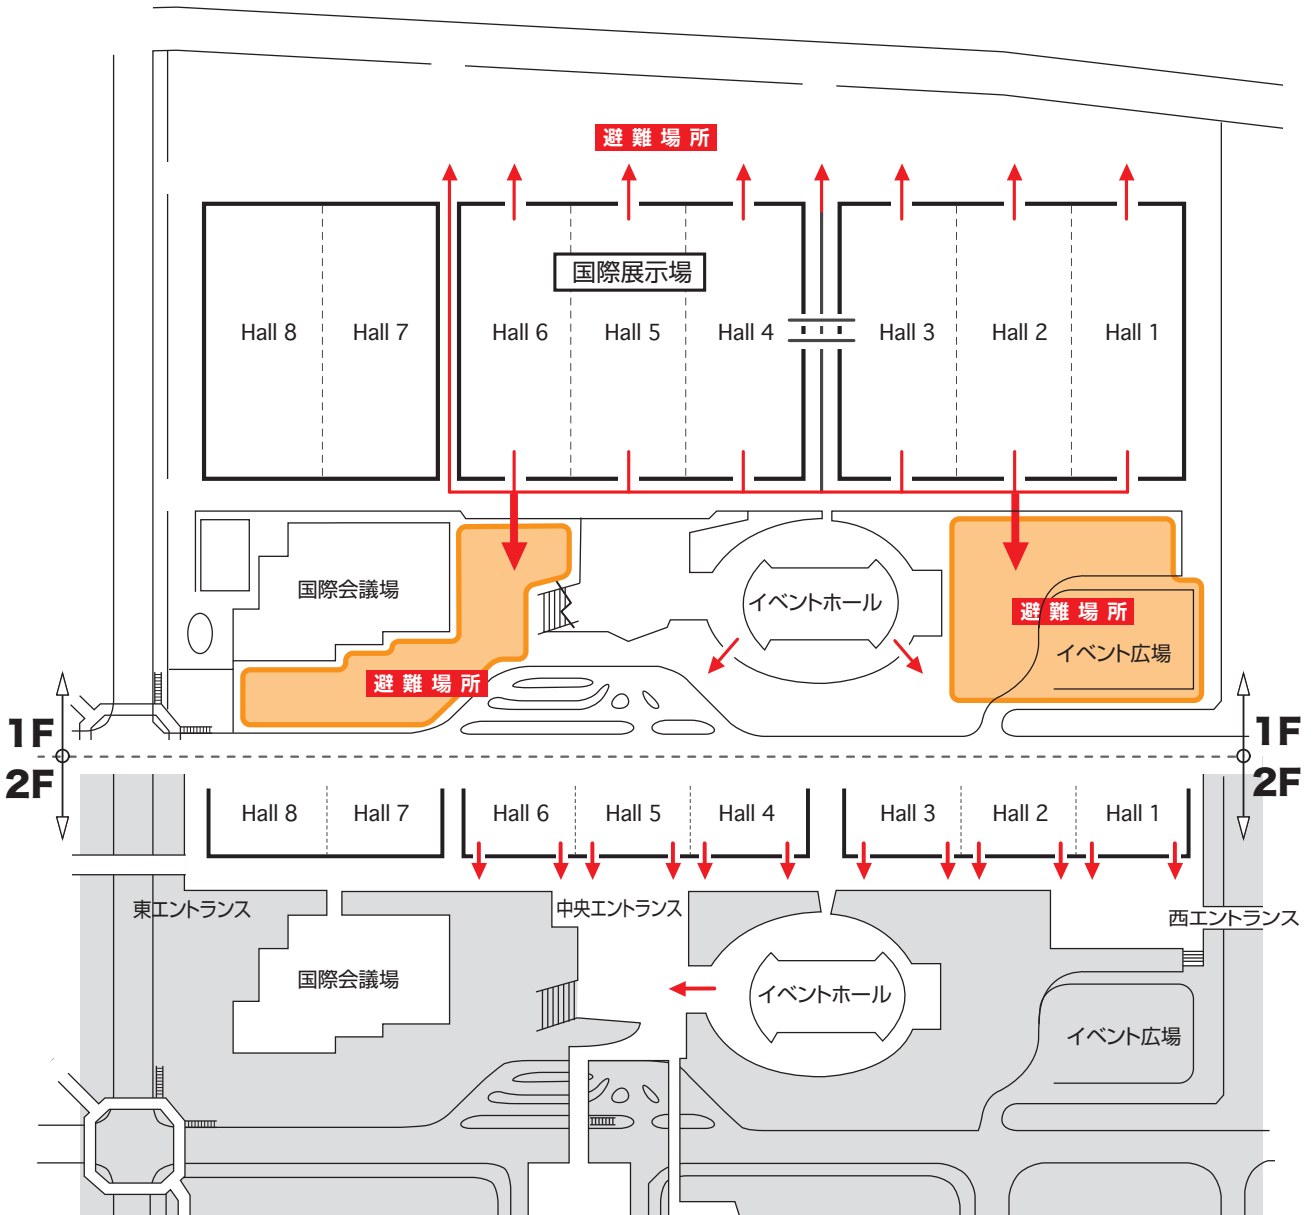 避難場所
国際展示場
Hall 8
Hall 7
Hall 6
Hall 5
Hall 4
Hall 3
Hall 2
Hall 1
国際会議場
イベントホール
避難場所
イベント広場
避難場所
1F
1F
2F
2F
Hall 8
Hall 7
Hall 6
Hall 5
Hall 4
Hall 3
Hall 2
Hall 1
東エントランス
中央エントランス
西エントランス
国際会議場
イベントホール
イベント広場